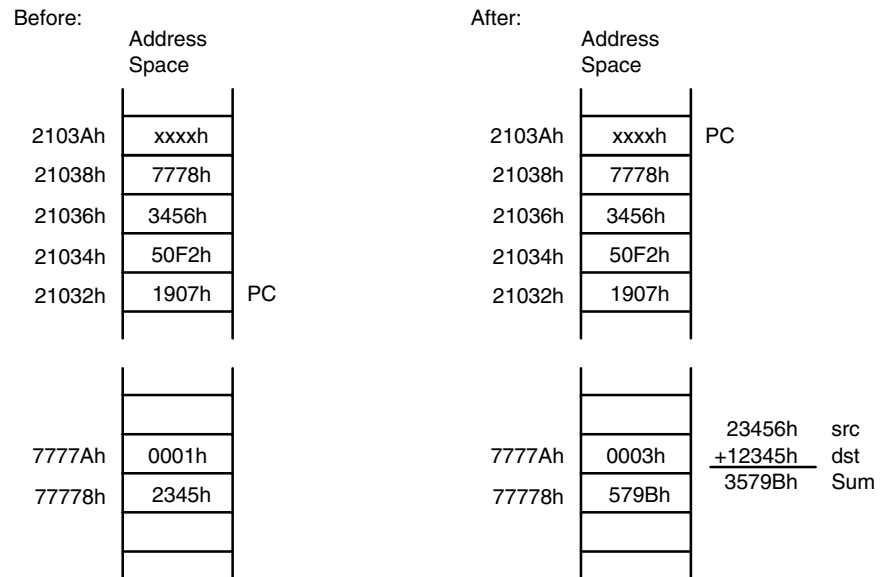 Before:
Address
Space
2103Ah xxxxh
21038h 7778h
21036h 3456h
21034h 50F2h
21032h 1907h PC
7777Ah 0001h
77778h 2345h
After:
Address
Space
2103Ah xxxxh PC
21038h 7778h
21036h 3456h
21034h 50F2h
21032h 1907h
7777Ah 0003h
77778h 579Bh
23456h src
+12345h dst
3579Bh Sum